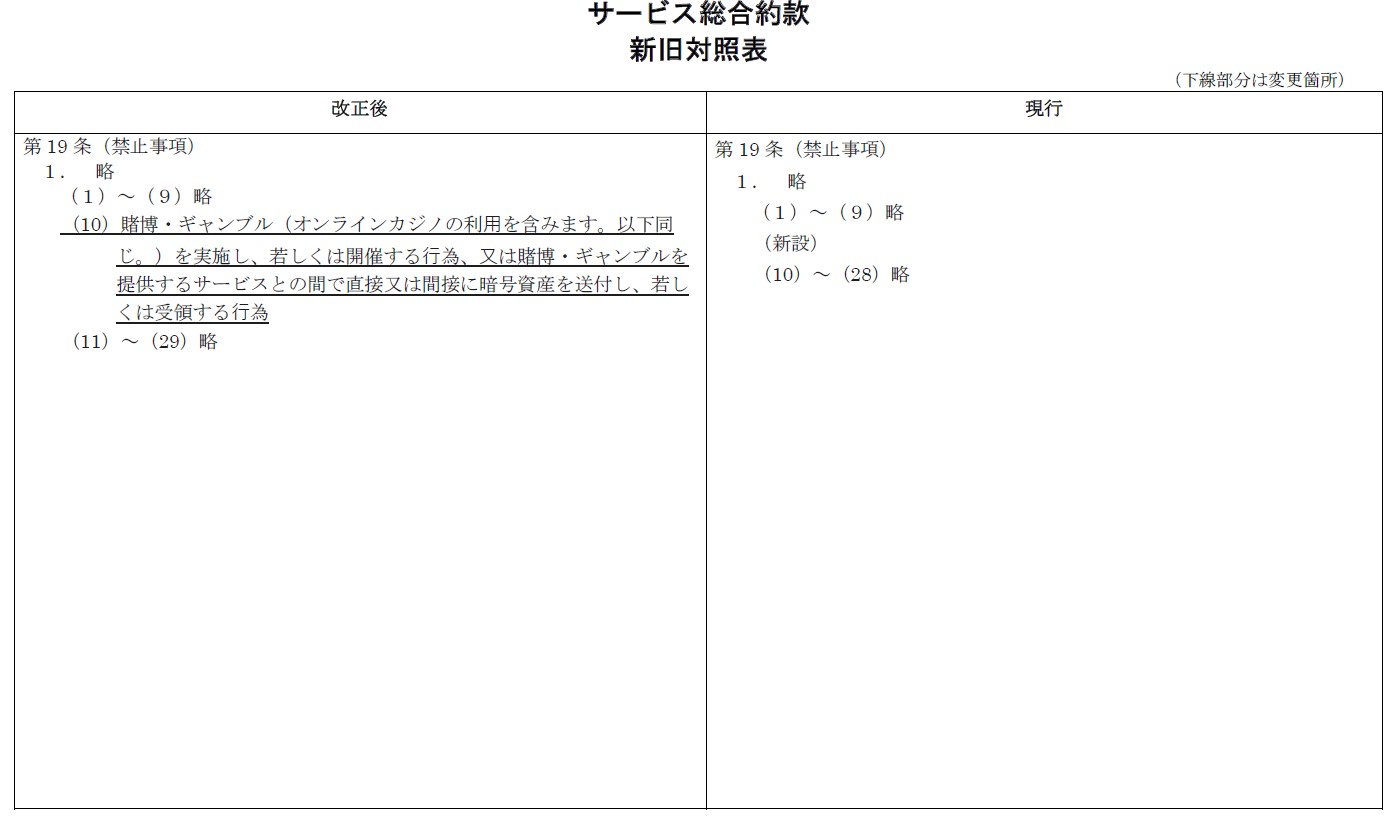 サービス総合約款
新旧対照表
（下線部分は変更箇所）
改正後
第 19 条（禁止事項）
１． 略
（１）～（９）略
（10）賭博・ギャンブル（オンラインカジノの利用を含みます。以下同
じ。）を実施し、若しくは開催する行為、又は賭博・ギャンブルを
提供するサービスとの間で直接又は間接に暗号資産を送付し、若し
くは受領する行為
（11）～（29）略
現行
第 19 条（禁止事項）
１． 略
（１）～（９）略
（新設）
（10）～（28）略